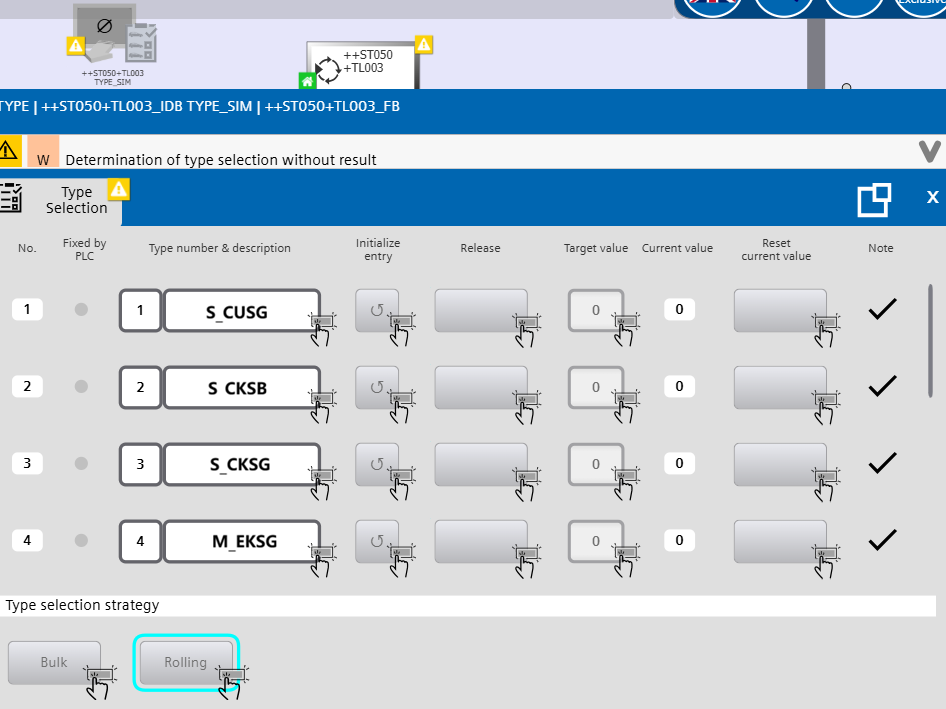 Exclusive
Ø
++ST050+TL003
TYPE_SIM
++ST050
+TL003
TYPE | ++ST050+TL003_IDB TYPE_SIM | ++ST050+TL003_FB
W Determination of type selection without result
Type
Selection
X
No. Fixed by
PLC Type number & description Initialize
entry Release Target value Current value Reset
current value Note
1 1 S_CUSG 0 0
2 2 S_CKSB 0 0
3 3 S_CKSG 0 0
4 4 M_EKSG 0 0
Type selection strategy
Bulk Rolling